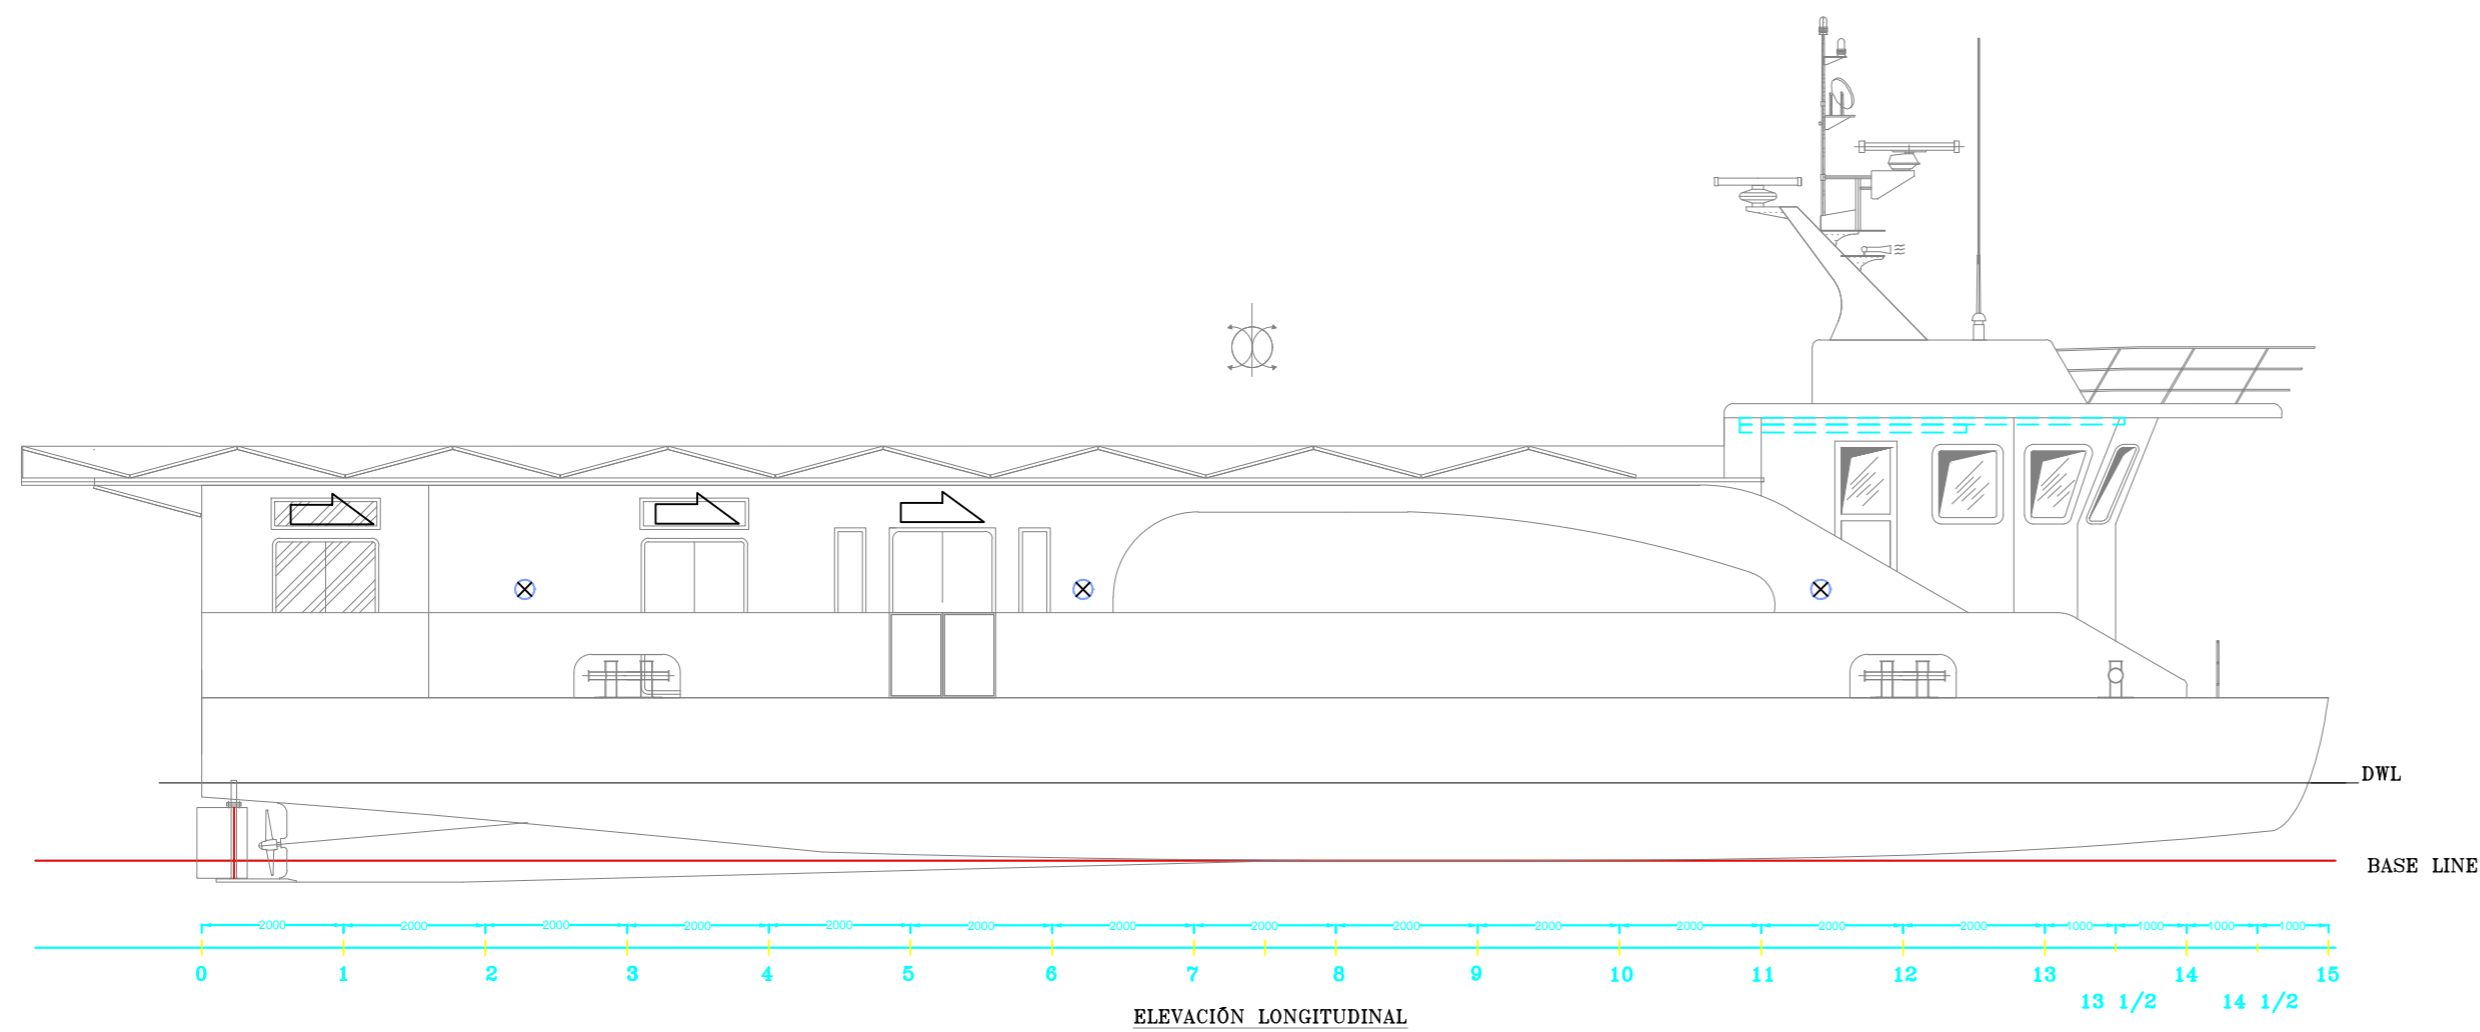 DWL
BASE LINE
2000 2000 2000 2000 2000 2000 2000 2000 2000 2000 2000 2000 2000 1000 1000 1000 1000
0 1 2 3 4 5 6 7 8 9 10 11 12 13 14 15
13 1/2 14 1/2
ELEVACIÓN LONGITUDINAL